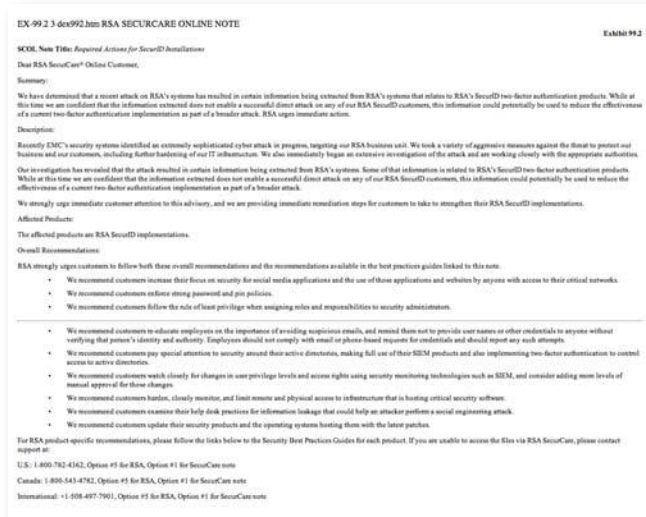 EX-99.2 3 dex992.htm RSA SECURCARE ONLINE NOTE
Exhibit 99.2
SCOL Note Title: Required Actions for SecurID Installations
Dear RSA SecurCare® Online Customer,
Summary:
We have determined that a recent attack on RSA's systems has resulted in certain information being extracted from RSA's systems that relates to RSA's SecurID two-factor authentication products. While at
this time we are confident that the information extracted does not enable a successful direct attack on any of our RSA SecurID customers, this information could potentially be used to reduce the effectiveness
of a current two-factor authentication implementation as part of a broader attack. RSA urges immediate action.
Description:
Recently EMC's security systems identified an extremely sophisticated cyber attack in progress, targeting our RSA business unit. We took a variety of aggressive measures against the threat to protect our
business and our customers, including further hardening of our IT infrastructure. We also immediately began an extensive investigation of the attack and are working closely with the appropriate authorities.
Our investigation has revealed that the attack resulted in certain information being extracted from RSA's systems. Some of that information is related to RSA's SecurID two-factor authentication products.
While at this time we are confident that the information extracted does not enable a successful direct attack on any of our RSA SecurID customers, this information could potentially be used to reduce the
effectiveness of a current two-factor authentication implementation as part of a broader attack.
We strongly urge immediate customer attention to this advisory, and we are providing immediate remediation steps for customers to take to strengthen their RSA SecurID implementations.
Affected Products:
The affected products are RSA SecurID implementations.
Overall Recommendations:
RSA strongly urges customers to follow both these overall recommendations and the recommendations available in the best practices guides linked to this note.
• We recommend customers increase their focus on security for social media applications and the use of those applications and websites by anyone with access to their critical networks.
• We recommend customers enforce strong password and pin policies.
• We recommend customers follow the rule of least privilege when assigning roles and responsibilities to security administrators.
• We recommend customers re-educate employees on the importance of avoiding suspicious emails, and remind them not to provide user names or other credentials to anyone without
verifying that person's identity and authority. Employees should not comply with email or phone-based requests for credentials and should report any such attempts.
• We recommend customers pay special attention to security around their active directories, making full use of their SIEM products and also implementing two-factor authentication to control
access to active directories.
• We recommend customers watch closely for changes in user privilege levels and access rights using security monitoring technologies such as SIEM, and consider adding more levels of
manual approval for those changes.
• We recommend customers harden, closely monitor, and limit remote and physical access to infrastructure that is hosting critical security software.
• We recommend customers examine their help desk practices for information leakage that could help an attacker perform a social engineering attack.
• We recommend customers update their security products and the operating systems hosting them with the latest patches.
For RSA product-specific recommendations, please follow the links below to the Security Best Practices Guides for each product. If you are unable to access the files via RSA SecurCare, please contact
support at:
U.S.: 1-800-782-4362, Option #5 for RSA, Option #1 for SecurCare note
Canada: 1-800-543-4782, Option #5 for RSA, Option #1 for SecurCare note
International: +1-508-497-7901, Option #5 for RSA, Option #1 for SecurCare note